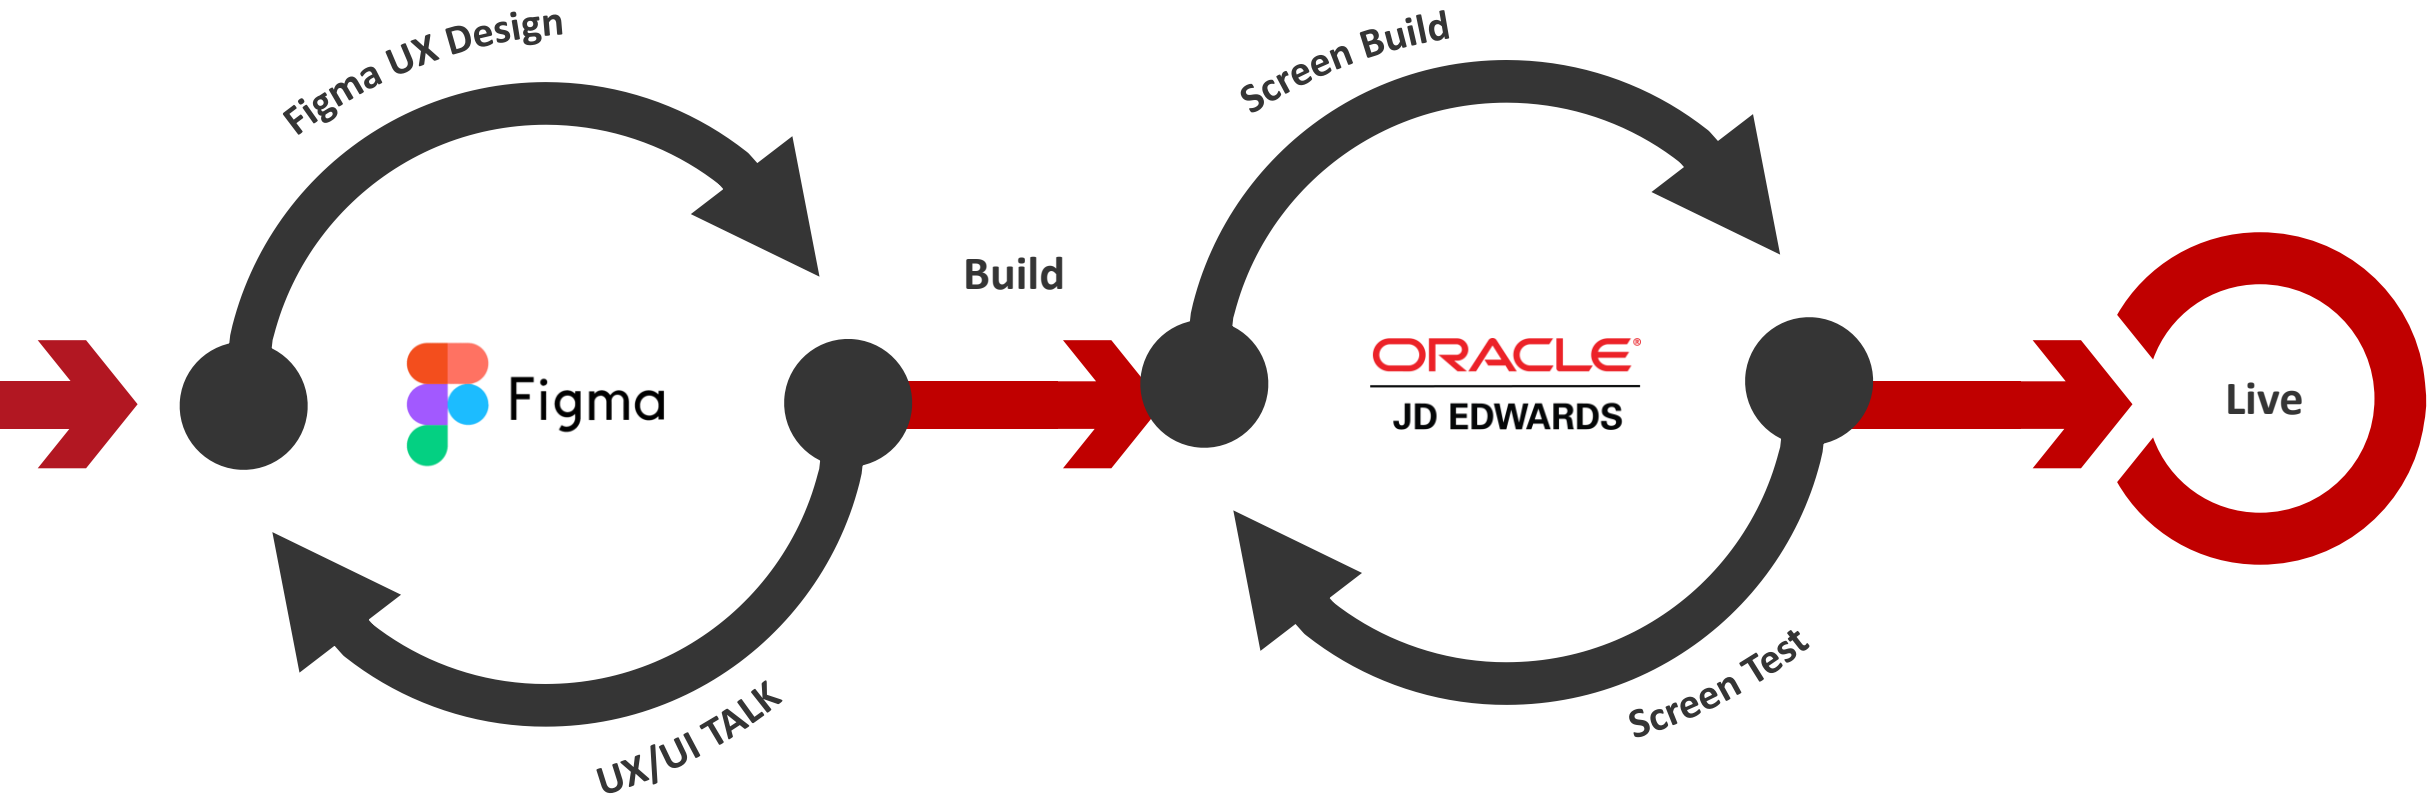 Figma UX Design
Figma
UX/UI TALK
Build
Screen Build
ORACLE®
JD EDWARDS
Screen Test
Live